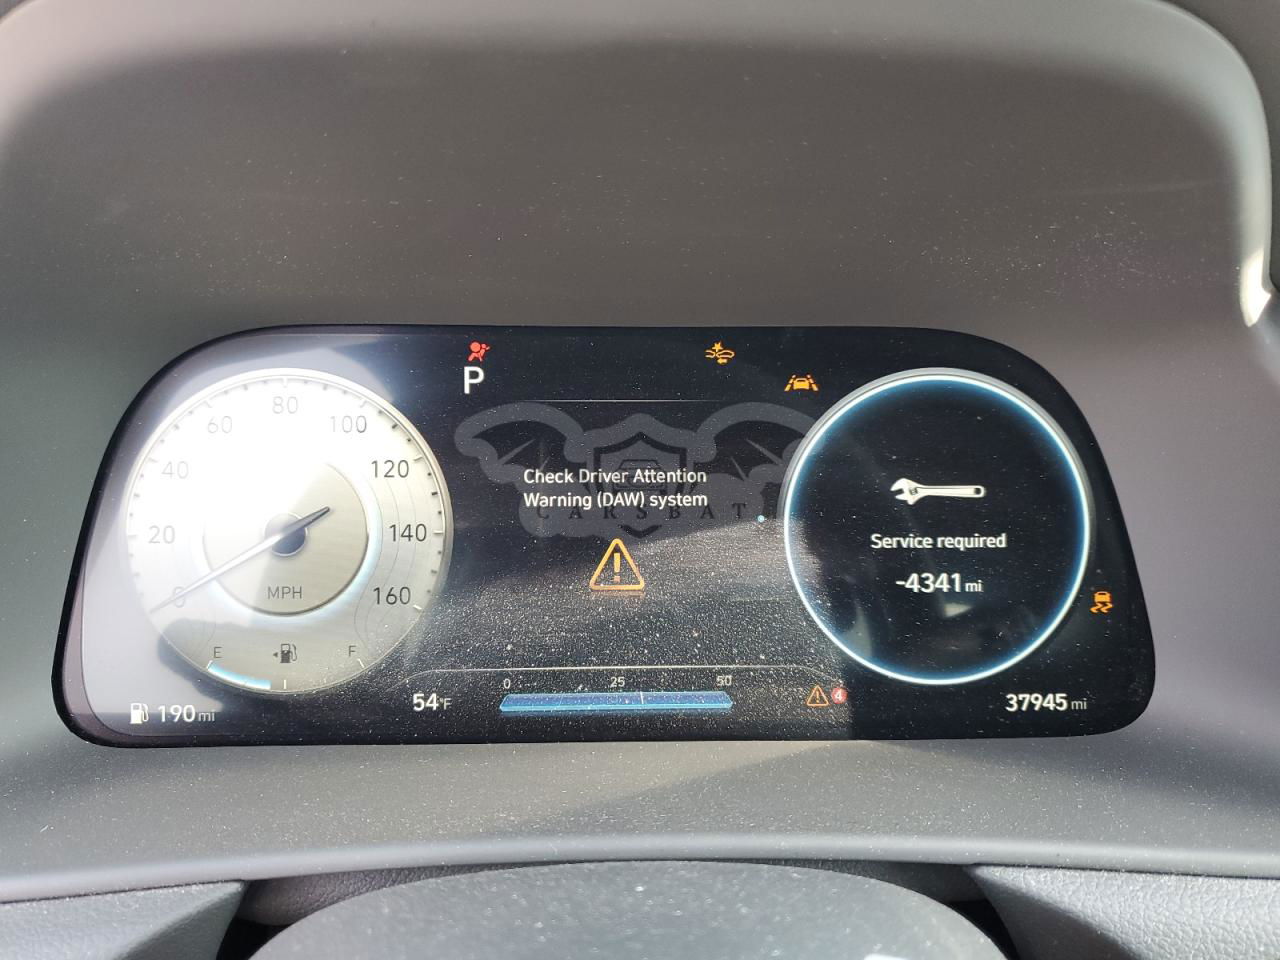 P
80
60
100
40
120
Check Driver Attention
Warning (DAW) system
CARSBAT
20
140
Service required
-4341 mi
0
MPH
160
E
F
0
25
50
190 mi
54°F
4
37945 mi